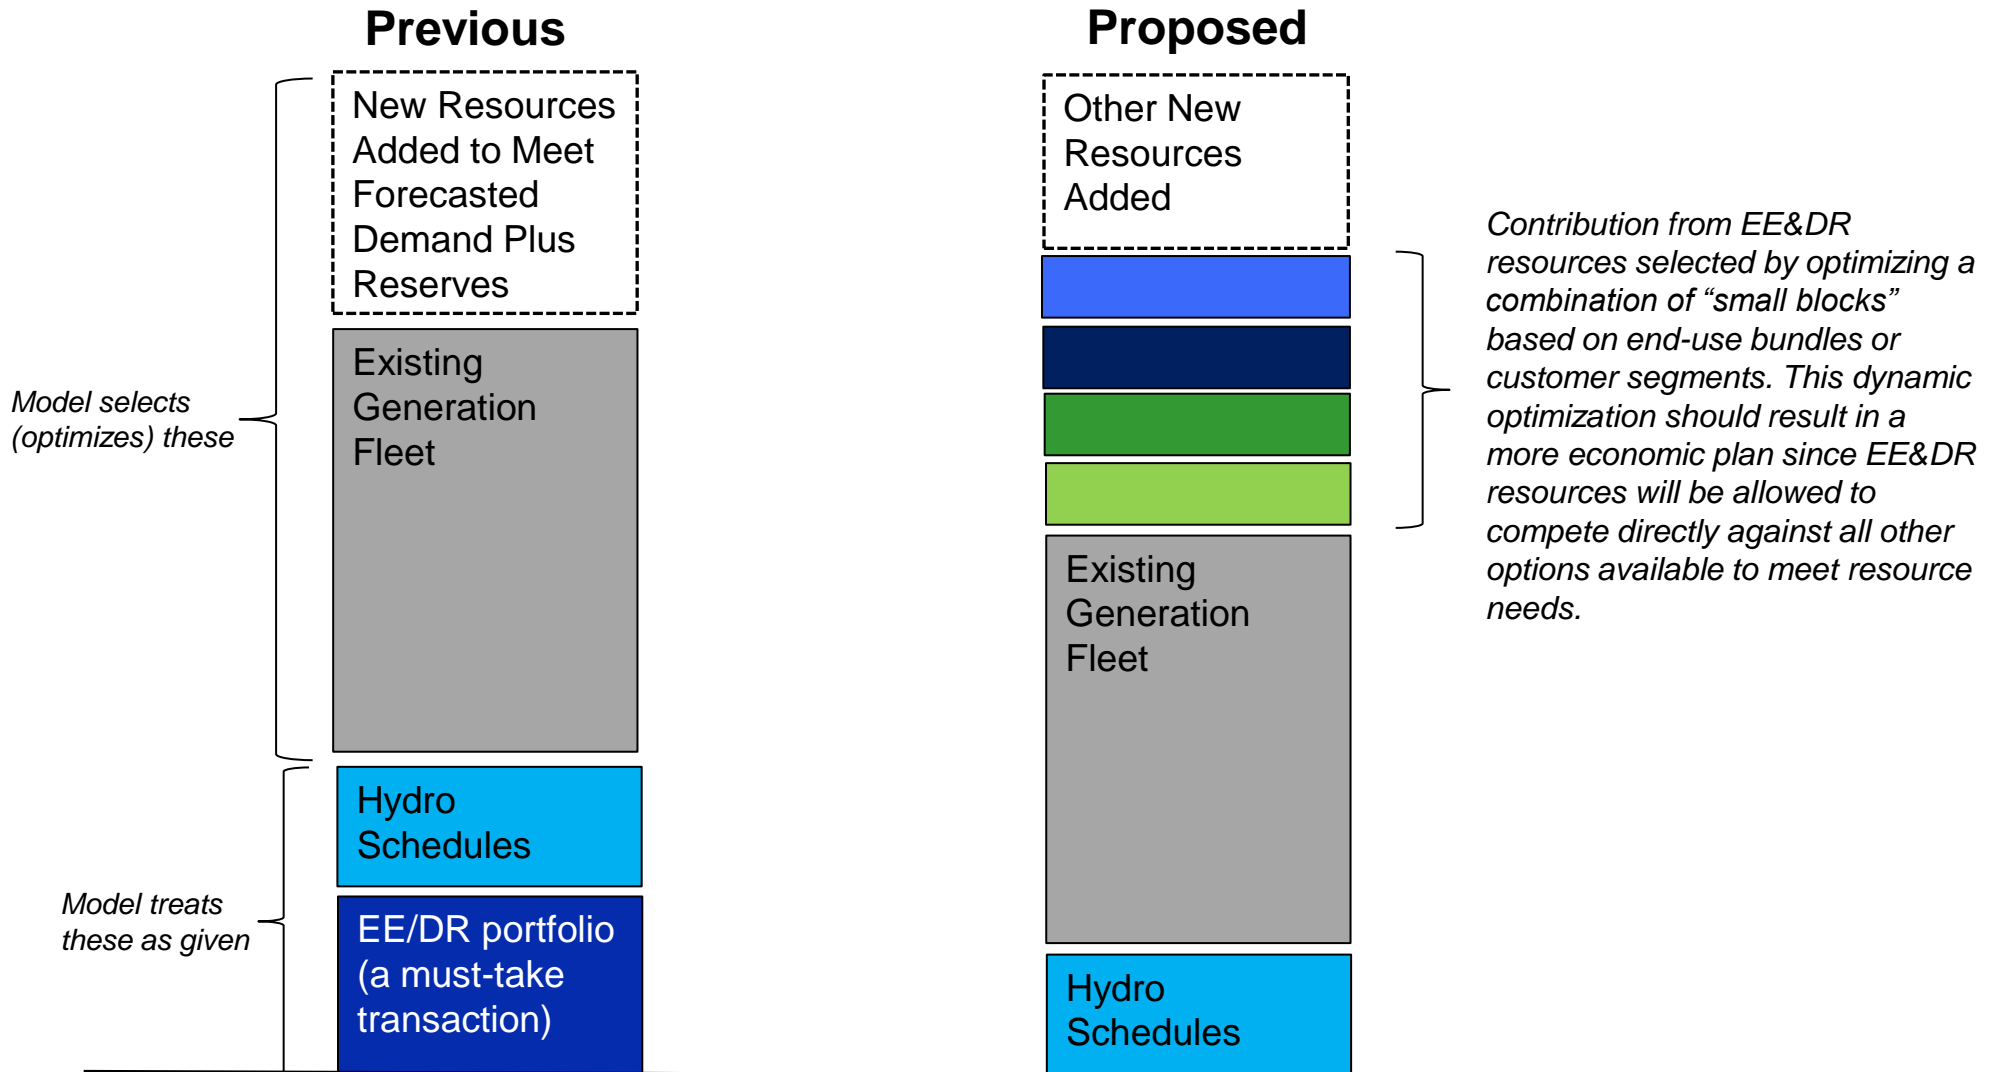 Previous
New Resources
Added to Meet
Forecasted
Demand Plus
Reserves
Existing
Generation
Fleet
Model selects
(optimizes) these
Hydro
Schedules
Model treats
these as given
EE/DR portfolio
(a must-take
transaction)
Proposed
Other New
Resources
Added
Existing
Generation
Fleet
Hydro
Schedules
Contribution from EE&DR
resources selected by optimizing a
combination of “small blocks”
based on end-use bundles or
customer segments. This dynamic
optimization should result in a
more economic plan since EE&DR
resources will be allowed to
compete directly against all other
options available to meet resource
needs.